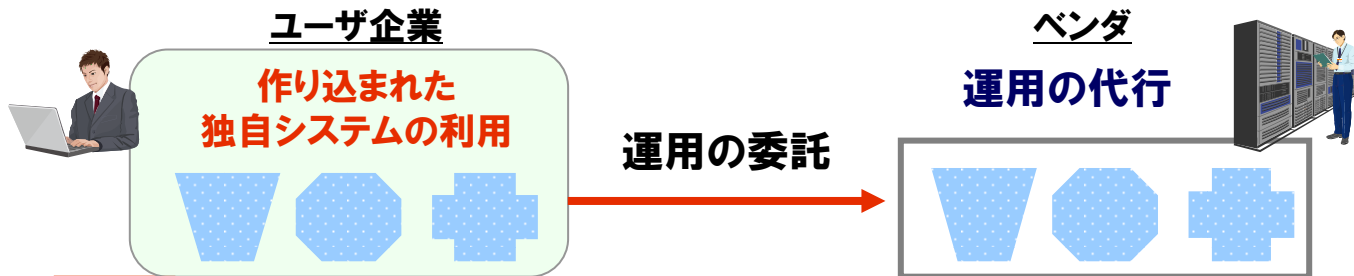 ユーザ企業
作り込まれた
独自システムの利用
運用の委託
ベンダ
運用の代行